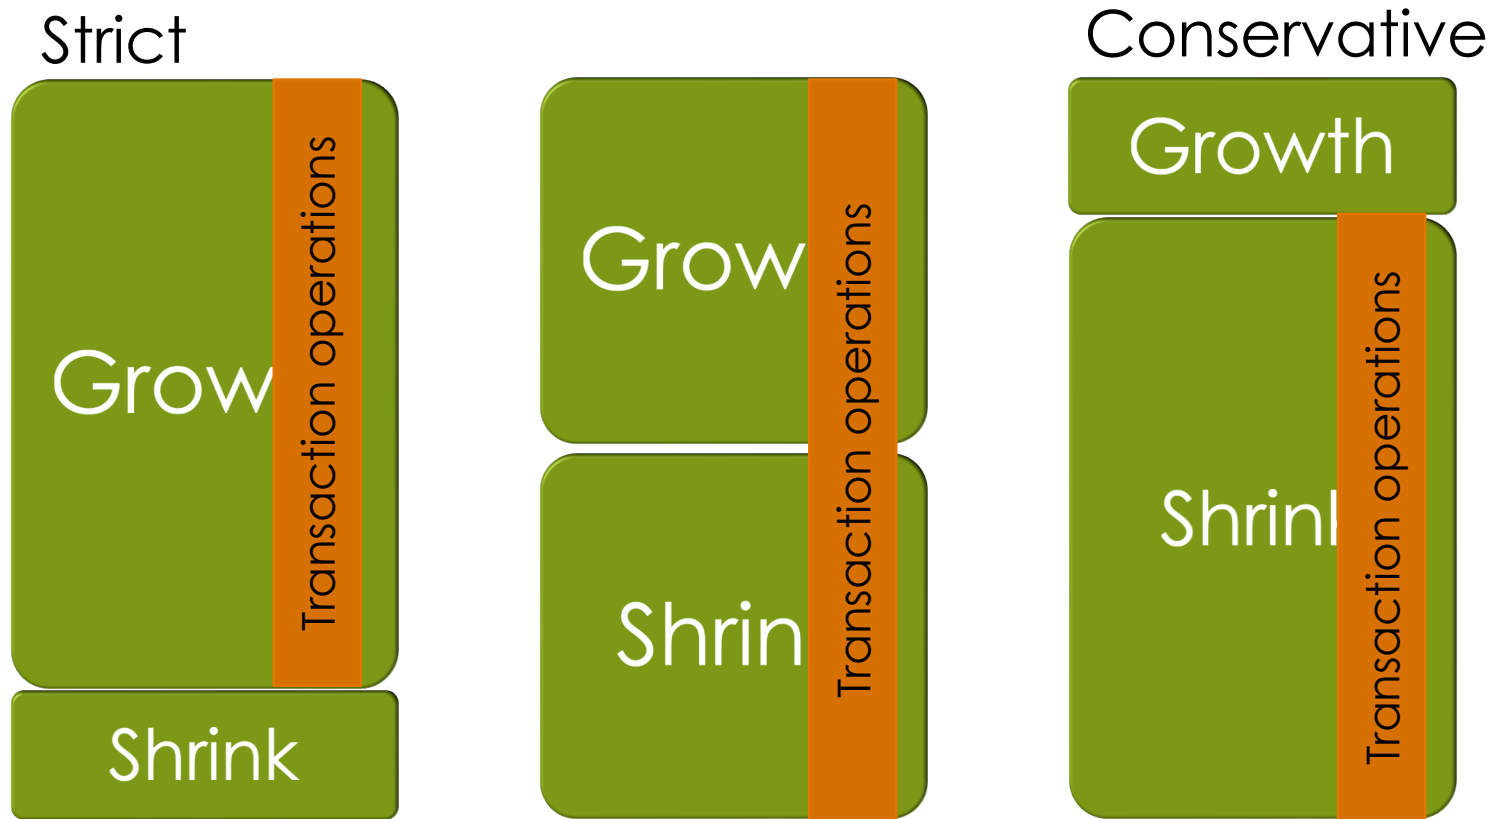 Strict
Grow
Transaction operations
Shrink
Grow
Transaction operations
Shrin
Conservative
Growth
Shrink
Transaction operations